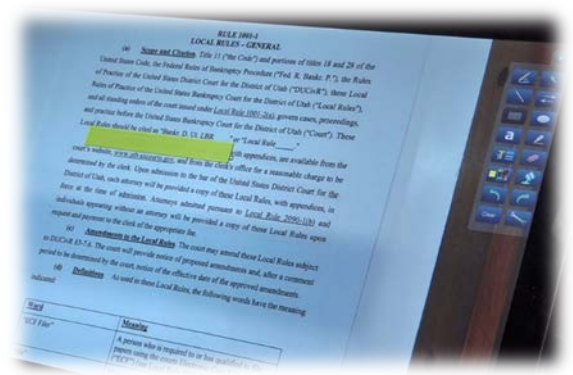 RULE 1001-1
LOCAL RULES - GENERAL
(a) Scope and Citation. Title 11 ("the Code") and portions of titles 18 and 28 of the
United States Code, the Federal Rules of Bankruptcy Procedure ("Fed. R. Bankr. P."), the Rules
of Practice of the United States District Court for the District of Utah ("DUCivR"), these Local
Rules of Practice of the United States Bankruptcy Court for the District of Utah ("Local Rules"),
and all standing orders of the court issued under Local Rule 1001-2(a), govern cases, proceedings,
and practice before the United States Bankruptcy Court for the District of Utah ("Court"). These
Local Rules should be cited as "Bankr. D. Ut. LBR ____" or "Local Rule____."
with appendices, are available from the
court's website, www.utb.uscourts.gov, and from the clerk's office for a reasonable charge to be
determined by the clerk. Upon admission to the bar of the United States District Court for the
District of Utah, each attorney will be provided a copy of these Local Rules, with appendices, in
force at the time of admission. Attorneys admitted pursuant to Local Rule 2090-1(b) and
individuals appearing without an attorney will be provided a copy of these Local Rules upon
request and payment to the clerk of the appropriate fee.
(c) Amendments to the Local Rules. The court may amend these Local Rules subject
to DUCivR 83-7.6. The court will provide notice of proposed amendments and, after a comment
period to be determined by the court, notice of the effective date of the approved amendments.
(d) Definitions. As used in these Local Rules, the following words have the meaning
indicated:
Word Meaning
"ECF Filer" A person who is required to or has qualified to file
papers using the courts Electronic
a
T
Clear